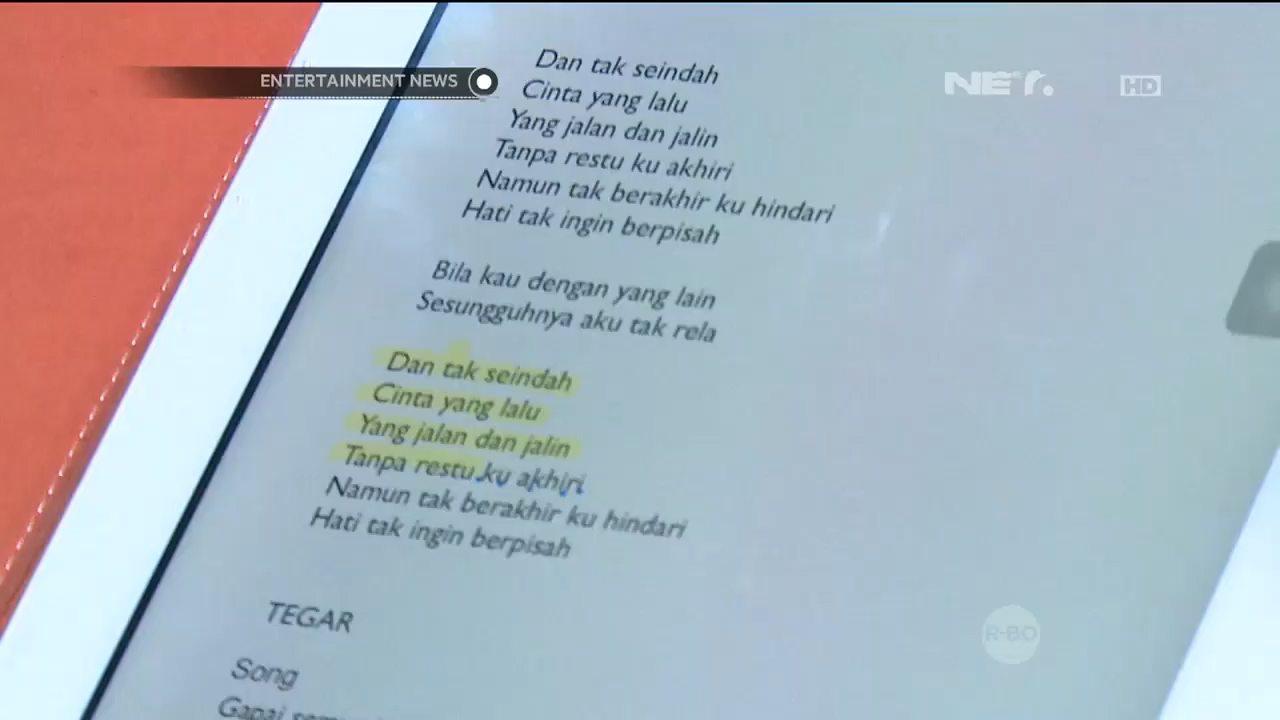 ENTERTAINMENT NEWS
NET.
HD
Dan tak seindah
Cinta yang lalu
Yang jalan dan jalin
Tanpa restu ku akhiri
Namun tak berakhir ku hindari
Hati tak ingin berpisah
Bila kau dengan yang lain
Sesungguhnya aku tak rela
Dan tak seindah
Cinta yang lalu
Yang jalan dan jalin
Tanpa restu ku akhiri
Namun tak berakhir ku hindari
Hati tak ingin berpisah
TEGAR
R-BO
Song
Gapai